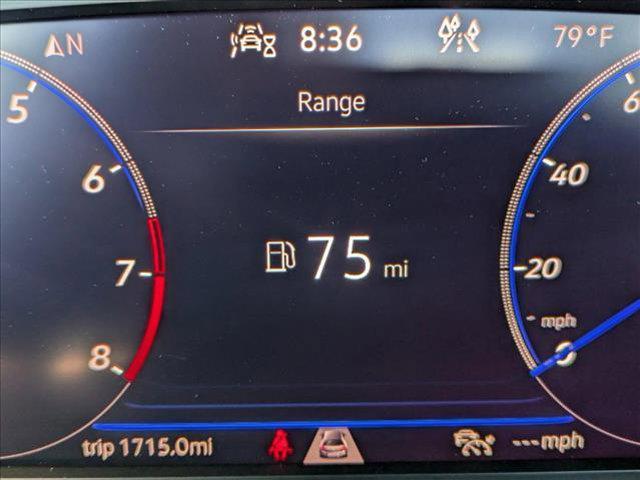 N 8:36 79°F
Range
5 6
6 40
75 mi
7 20
mph
8 0
trip 1715.0mi ---mph